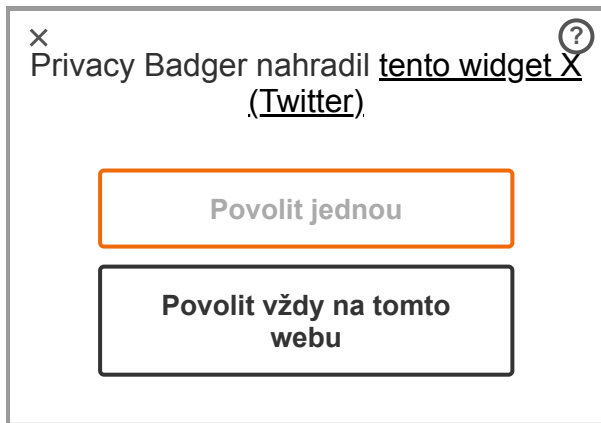 ×
?
Privacy Badger nahradil tento widget X
(Twitter)
Povolit jednou
Povolit vždy na tomto
webu